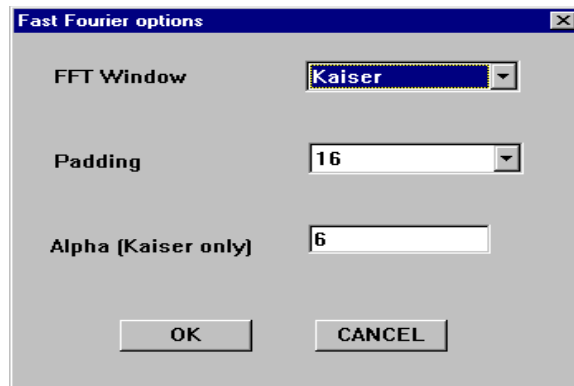 Fast Fourier options
FFT Window Kaiser
Padding 16
Alpha (Kaiser only) 6
OK CANCEL